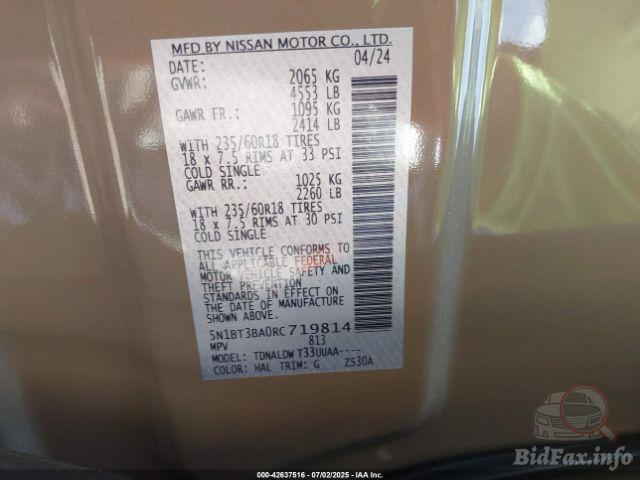 MFD BY NISSAN MOTOR CO., LTD.
DATE: 04/24
GVWR: 2065 KG
4553 LB
GAWR FR.: 1095 KG
2414 LB
WITH 235/60R18 TIRES
18 x 7.5 RIMS AT 33 PSI
COLD SINGLE
GAWR RR.: 1025 KG
2260 LB
WITH 235/60R18 TIRES
18 x 7.5 RIMS AT 30 PSI
COLD SINGLE
THIS VEHICLE CONFORMS TO
ALL APPLICABLE FEDERAL
MOTOR VEHICLE SAFETY AND
THEFT PREVENTION
STANDARDS IN EFFECT ON
THE DATE OF MANUFACTURE
SHOWN ABOVE.
5N1BT3BA0RC719814
MPV 813
MODEL: TDNALDW T33UUAA----
COLOR: HAL TRIM: G Z530A
BidFax.info
000-42637516 - 07/02/2025 - IAA Inc.